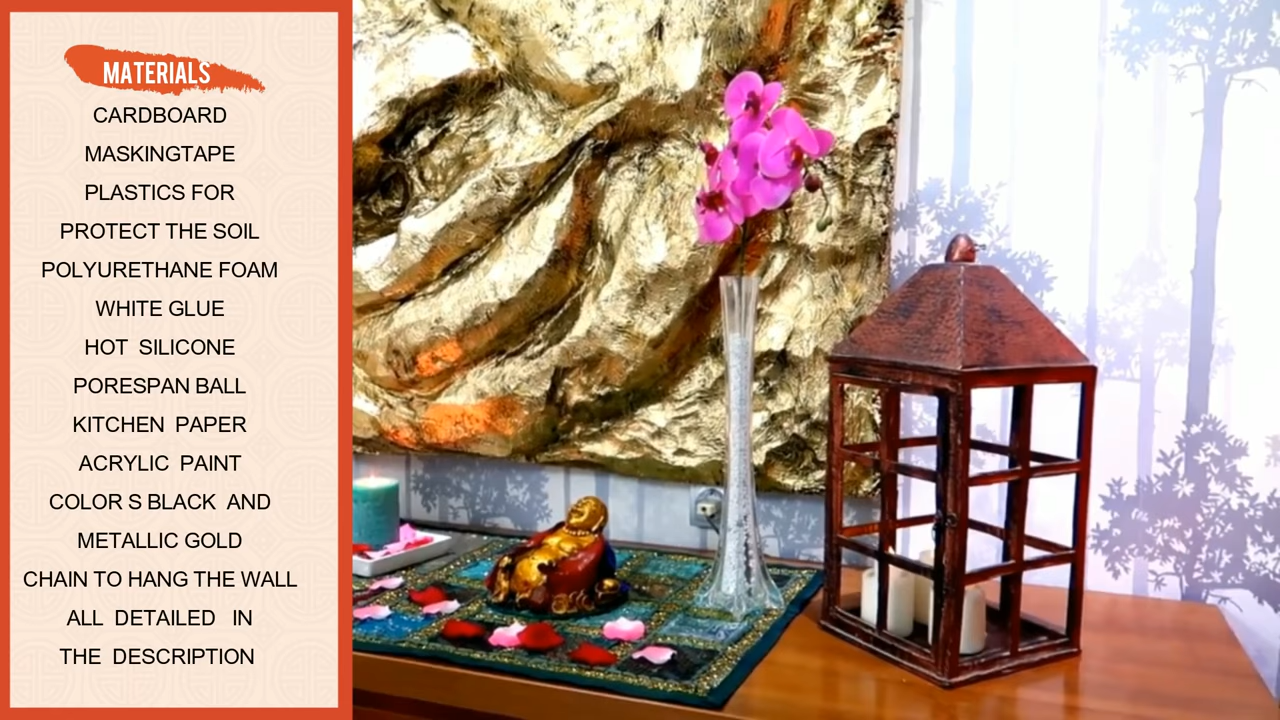 MATERIALS
CARDBOARD
MASKINGTAPE
PLASTICS FOR
PROTECT THE SOIL
POLYURETHANE FOAM
WHITE GLUE
HOT SILICONE
PORESPAN BALL
KITCHEN PAPER
ACRYLIC PAINT
COLOR S BLACK AND
METALLIC GOLD
CHAIN TO HANG THE WALL
ALL DETAILED IN
THE DESCRIPTION